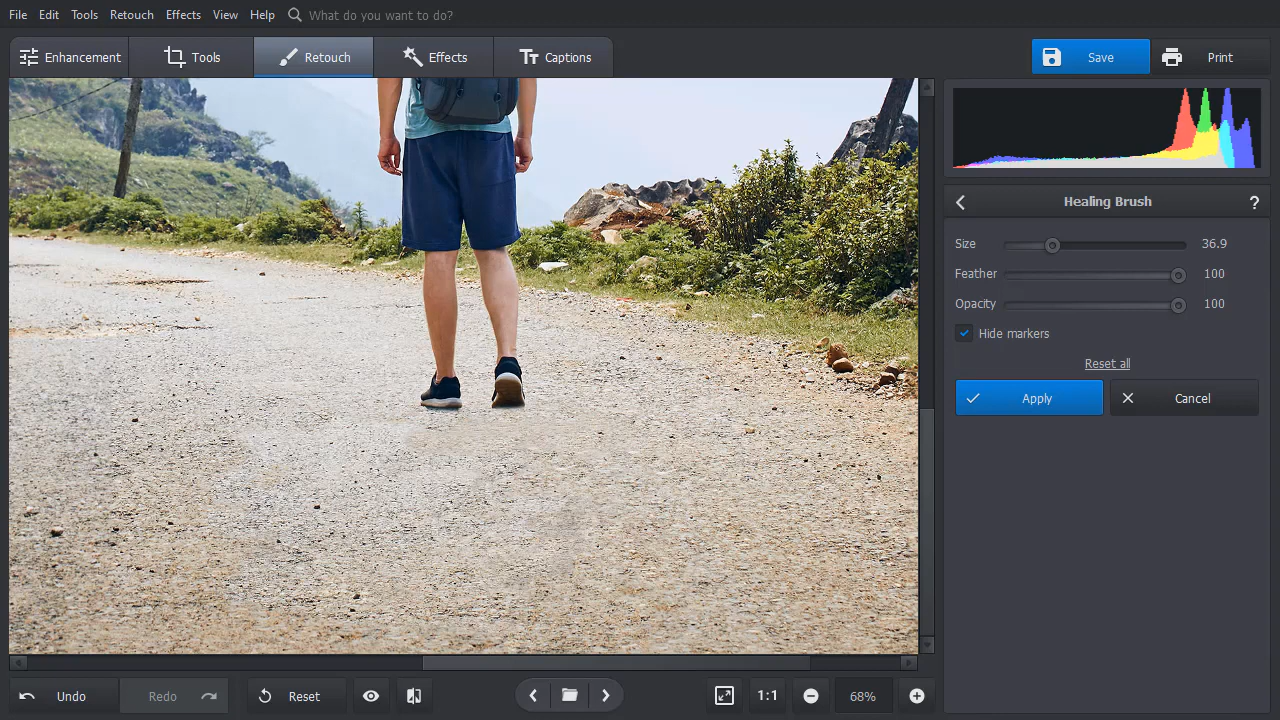 File Edit Tools Retouch Effects View Help What do you want to do?
Enhancement Tools Retouch Effects Tт Captions Save Print
Healing Brush ?
Size 36.9
Feather 100
Opacity 100
Hide markers
Reset all
Apply Cancel
Undo Redo Reset 1:1 68%